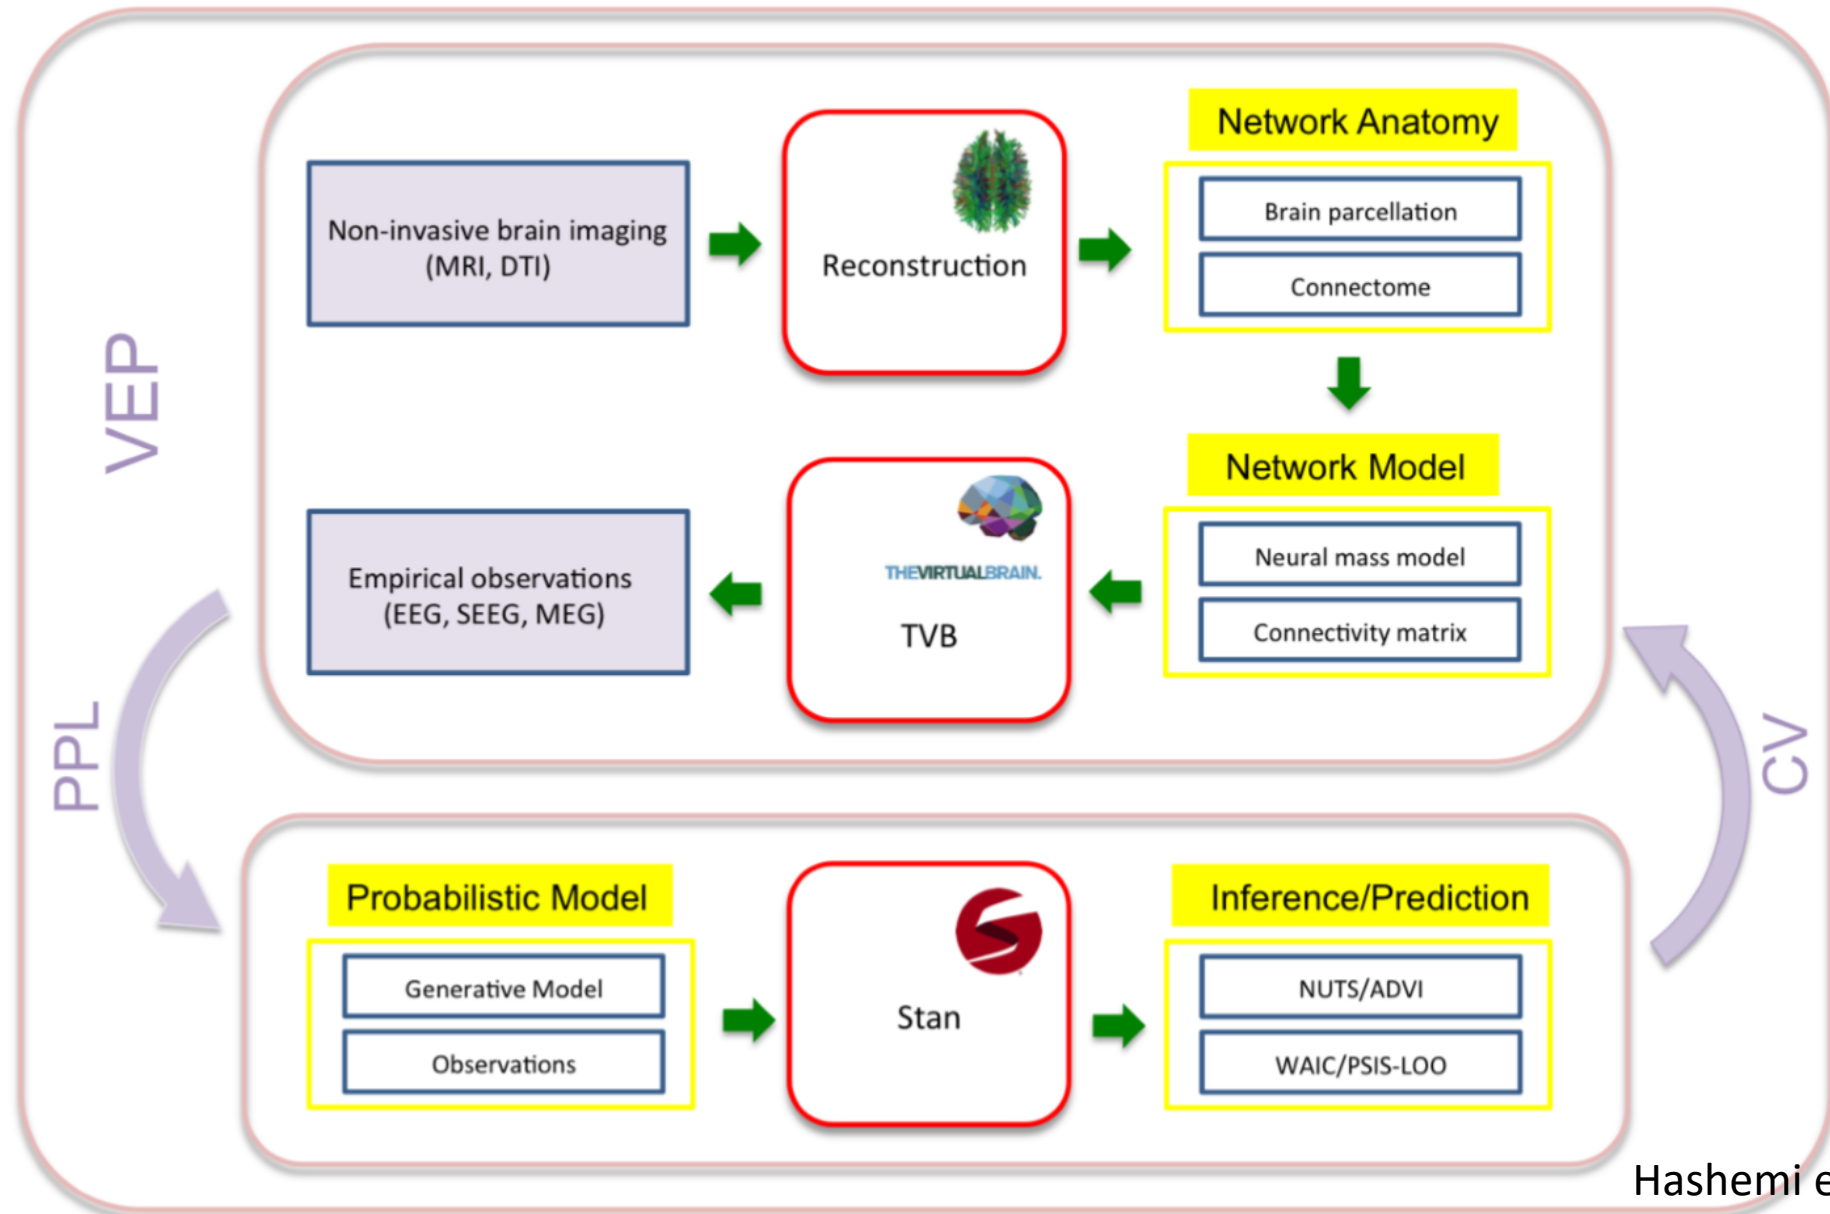 VEP
Non-invasive brain imaging
(MRI, DTI)
Reconstruction
Network Anatomy
Brain parcellation
Connectome
Network Model
Neural mass model
Connectivity matrix
THEVIRTUALBRAIN.
TVB
Empirical observations
(EEG, SEEG, MEG)
PPL
CV
Probabilistic Model
Generative Model
Observations
Stan
Inference/Prediction
NUTS/ADVI
WAIC/PSIS-LOO
Hashemi e